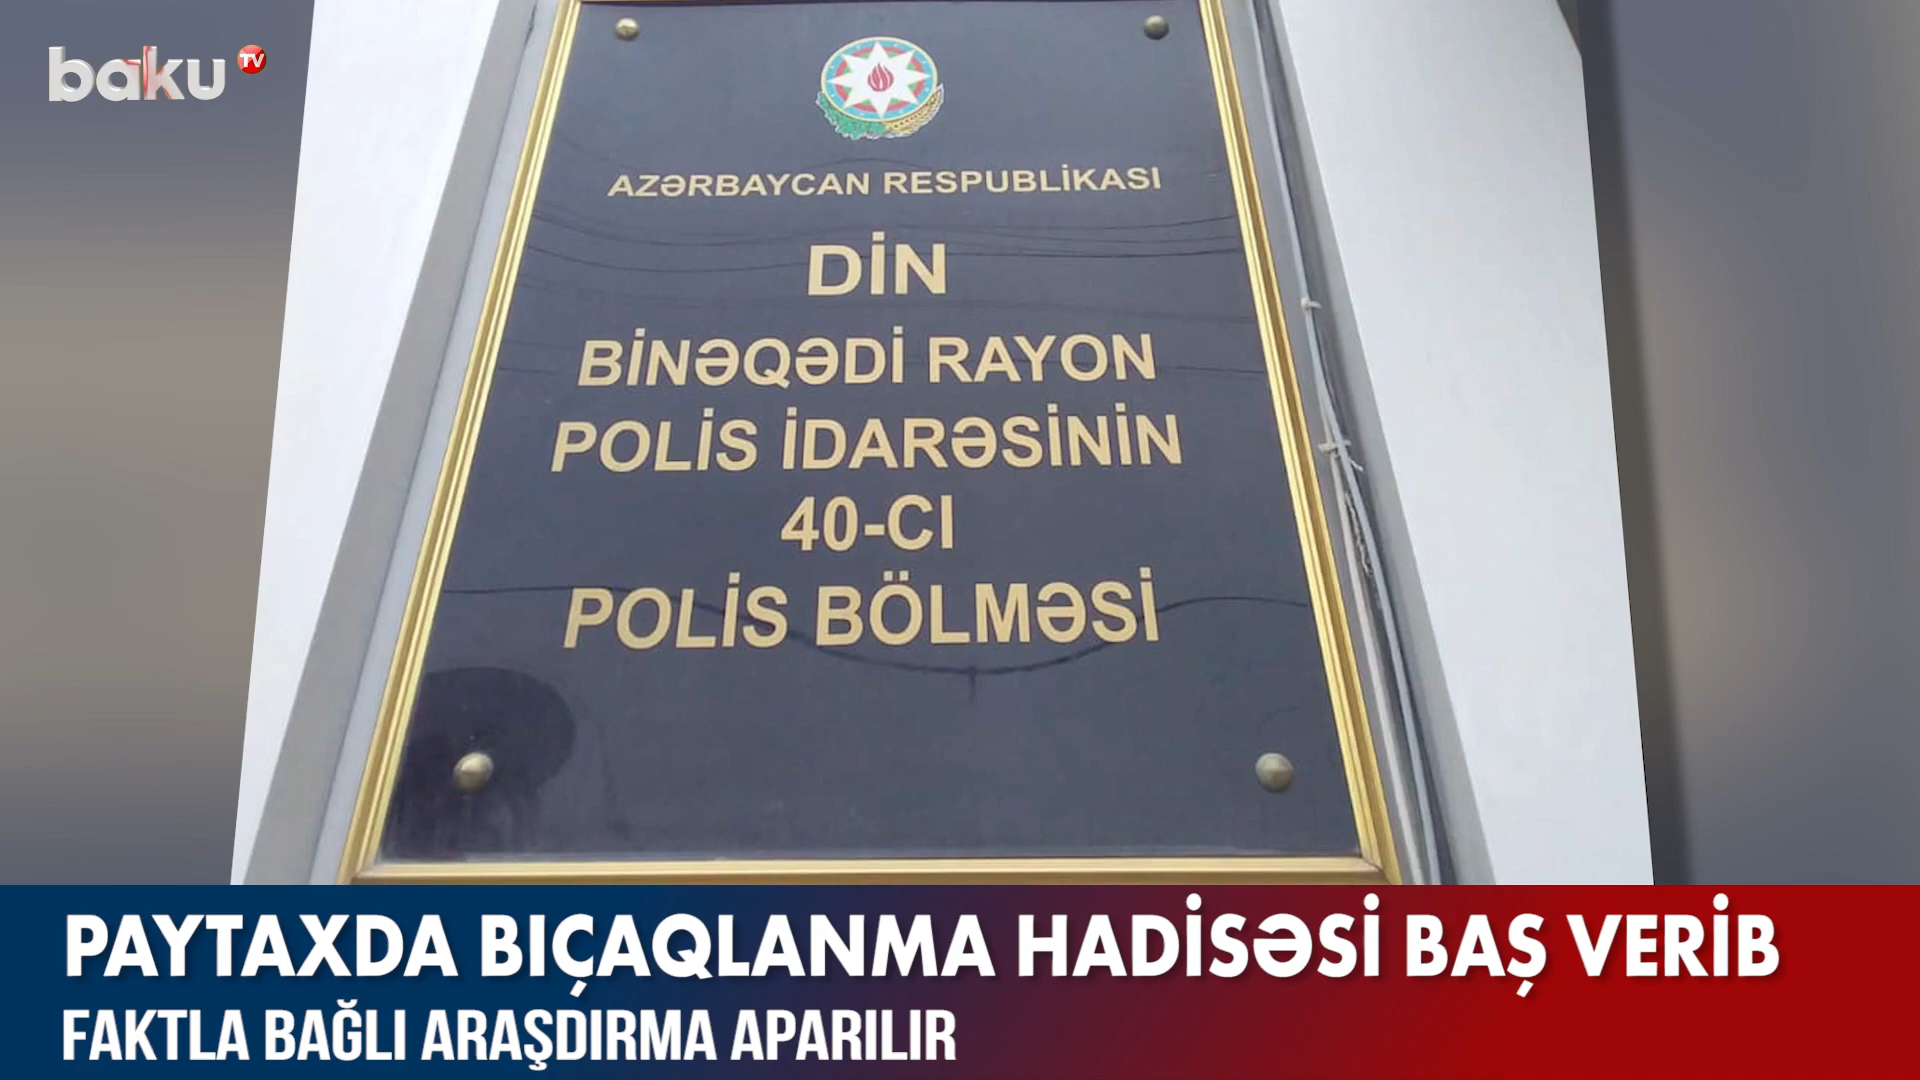 baku TV
AZƏRBAYCAN RESPUBLİKASI
DİN
BİNƏQƏDİ RAYON
POLİS İDARƏSİNİN
40-CI
POLİS BÖLMƏSİ
PAYTAXDA BIÇAQLANMA HADİSƏSİ BAŞ VERİB
FAKTLA BAĞLI ARAŞDIRMA APARILIR